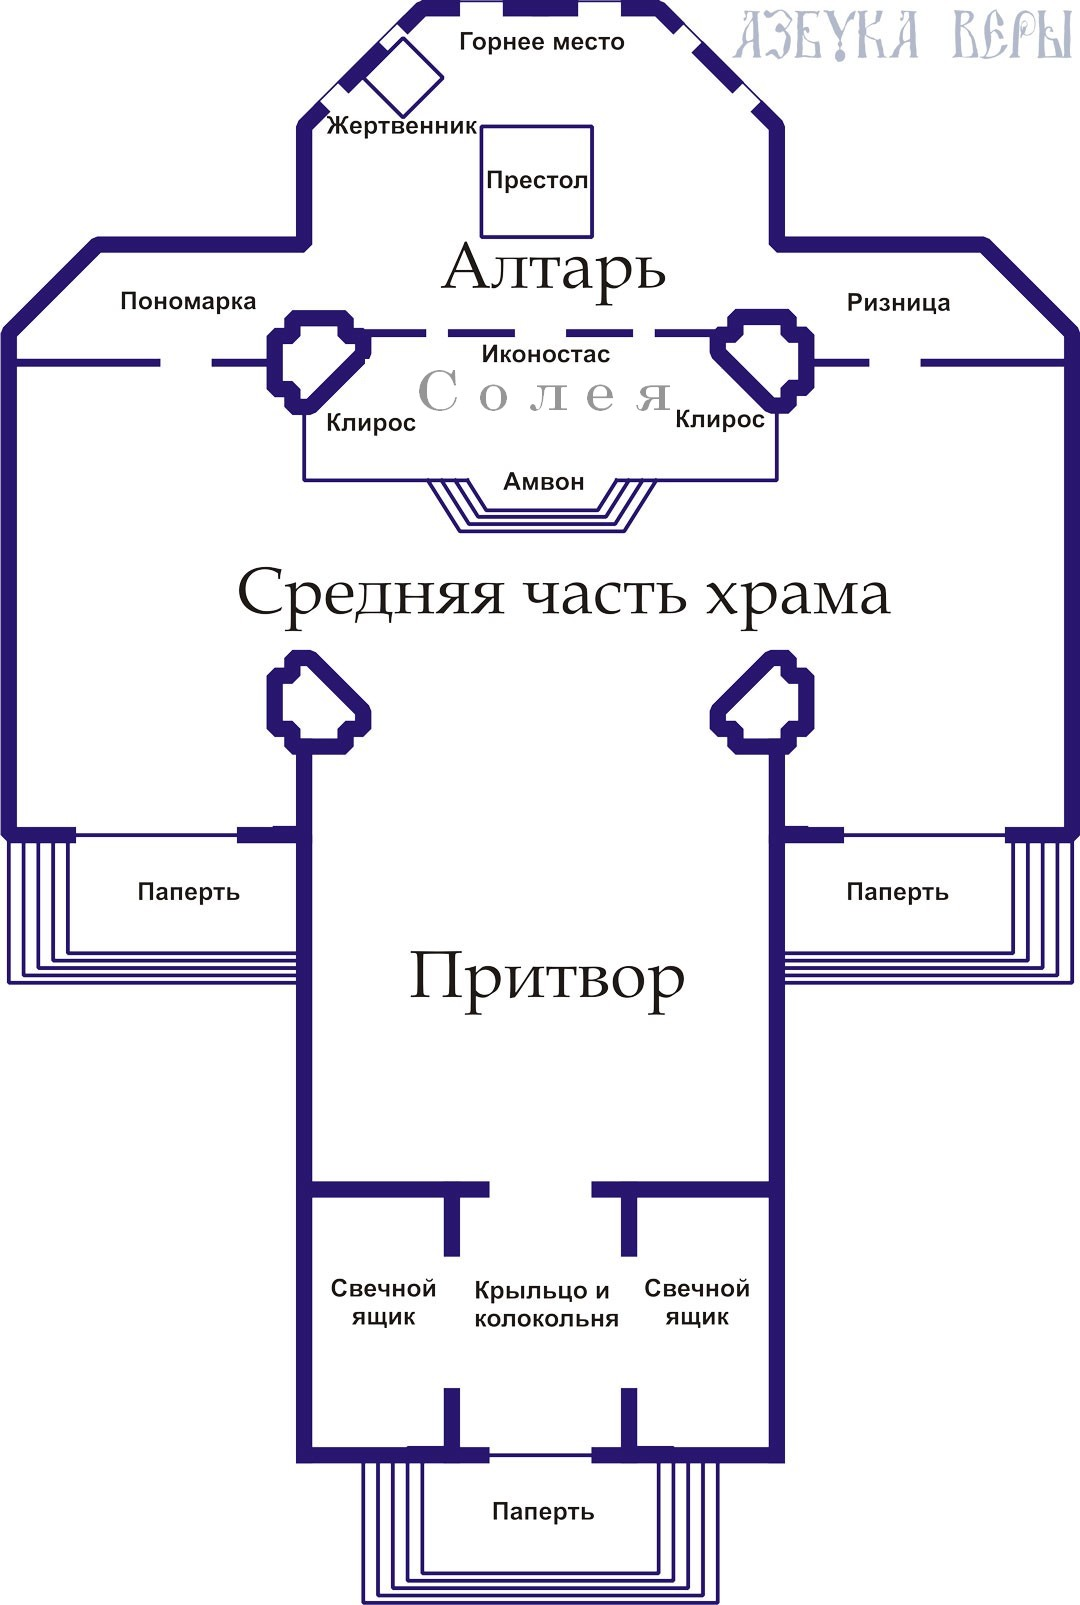 АЗБУКА ВЕРЫ
Горнее место
Жертвенник
Престол
Алтарь
Пономарка
Ризница
Иконостас
Солея
Клирос
Клирос
Амвон
Средняя часть храма
Паперть
Паперть
Притвор
Свечной
ящик
Крыльцо и
колокольня
Свечной
ящик
Паперть